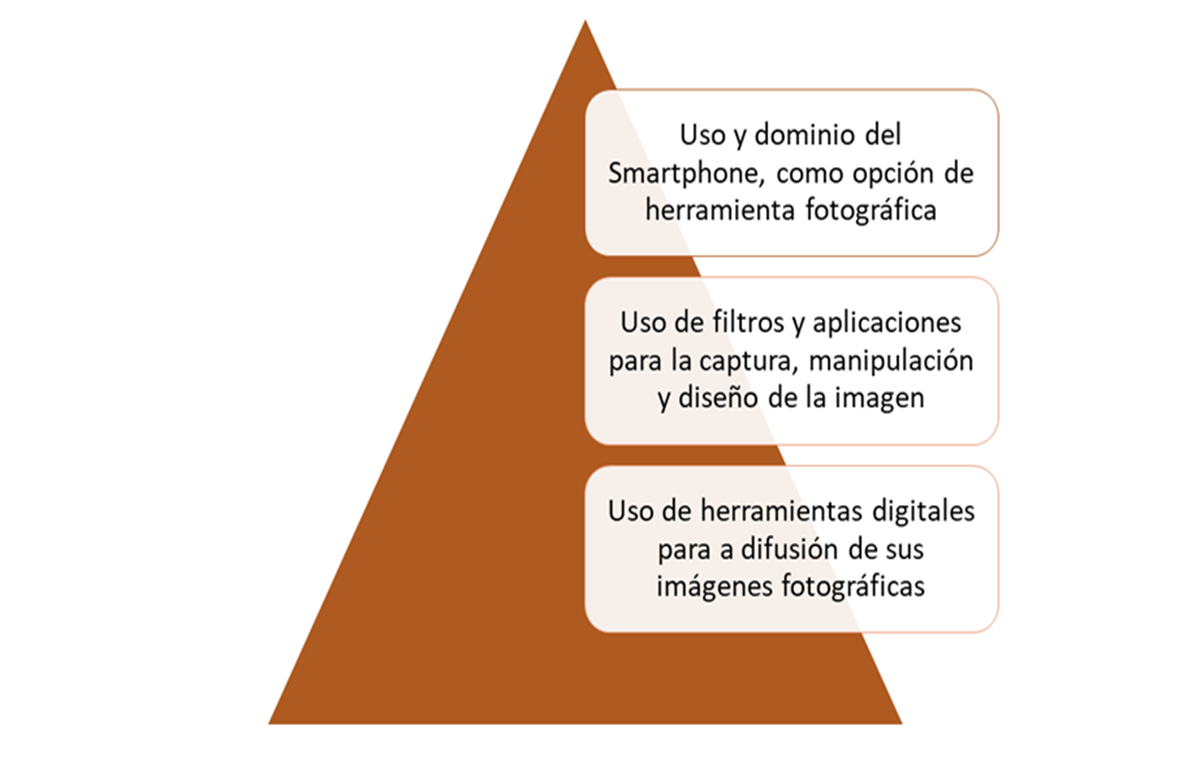 Uso y dominio del
Smartphone, como opción de
herramienta fotográfica
Uso de filtros y aplicaciones
para la captura, manipulación
y diseño de la imagen
Uso de herramientas digitales
para a difusión de sus
imágenes fotográficas